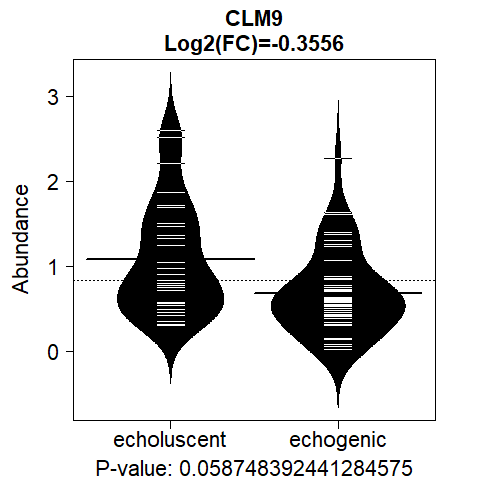 CLM9
Log2(FC)=-0.3556
3
2
1
0
Abundance
echoluscent echogenic
P-value: 0.058748392441284575